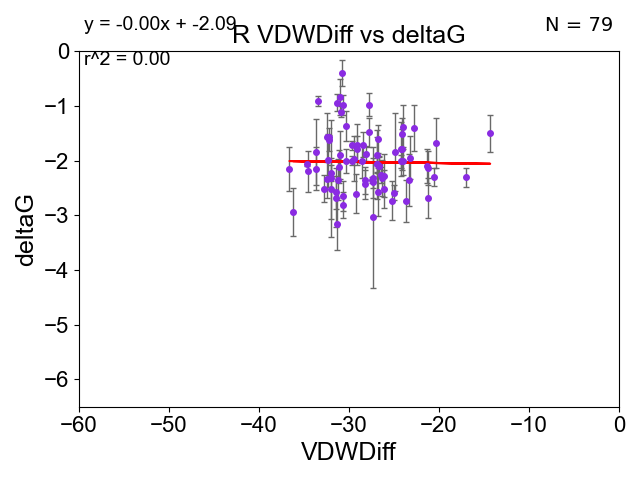 y = -0.00x + -2.09
R VDWDiff vs deltaG
N = 79
r^2 = 0.00
0
−1
−2
−3
−4
−5
−6
deltaG
−60
−50
−40
−30
−20
−10
0
VDWDiff